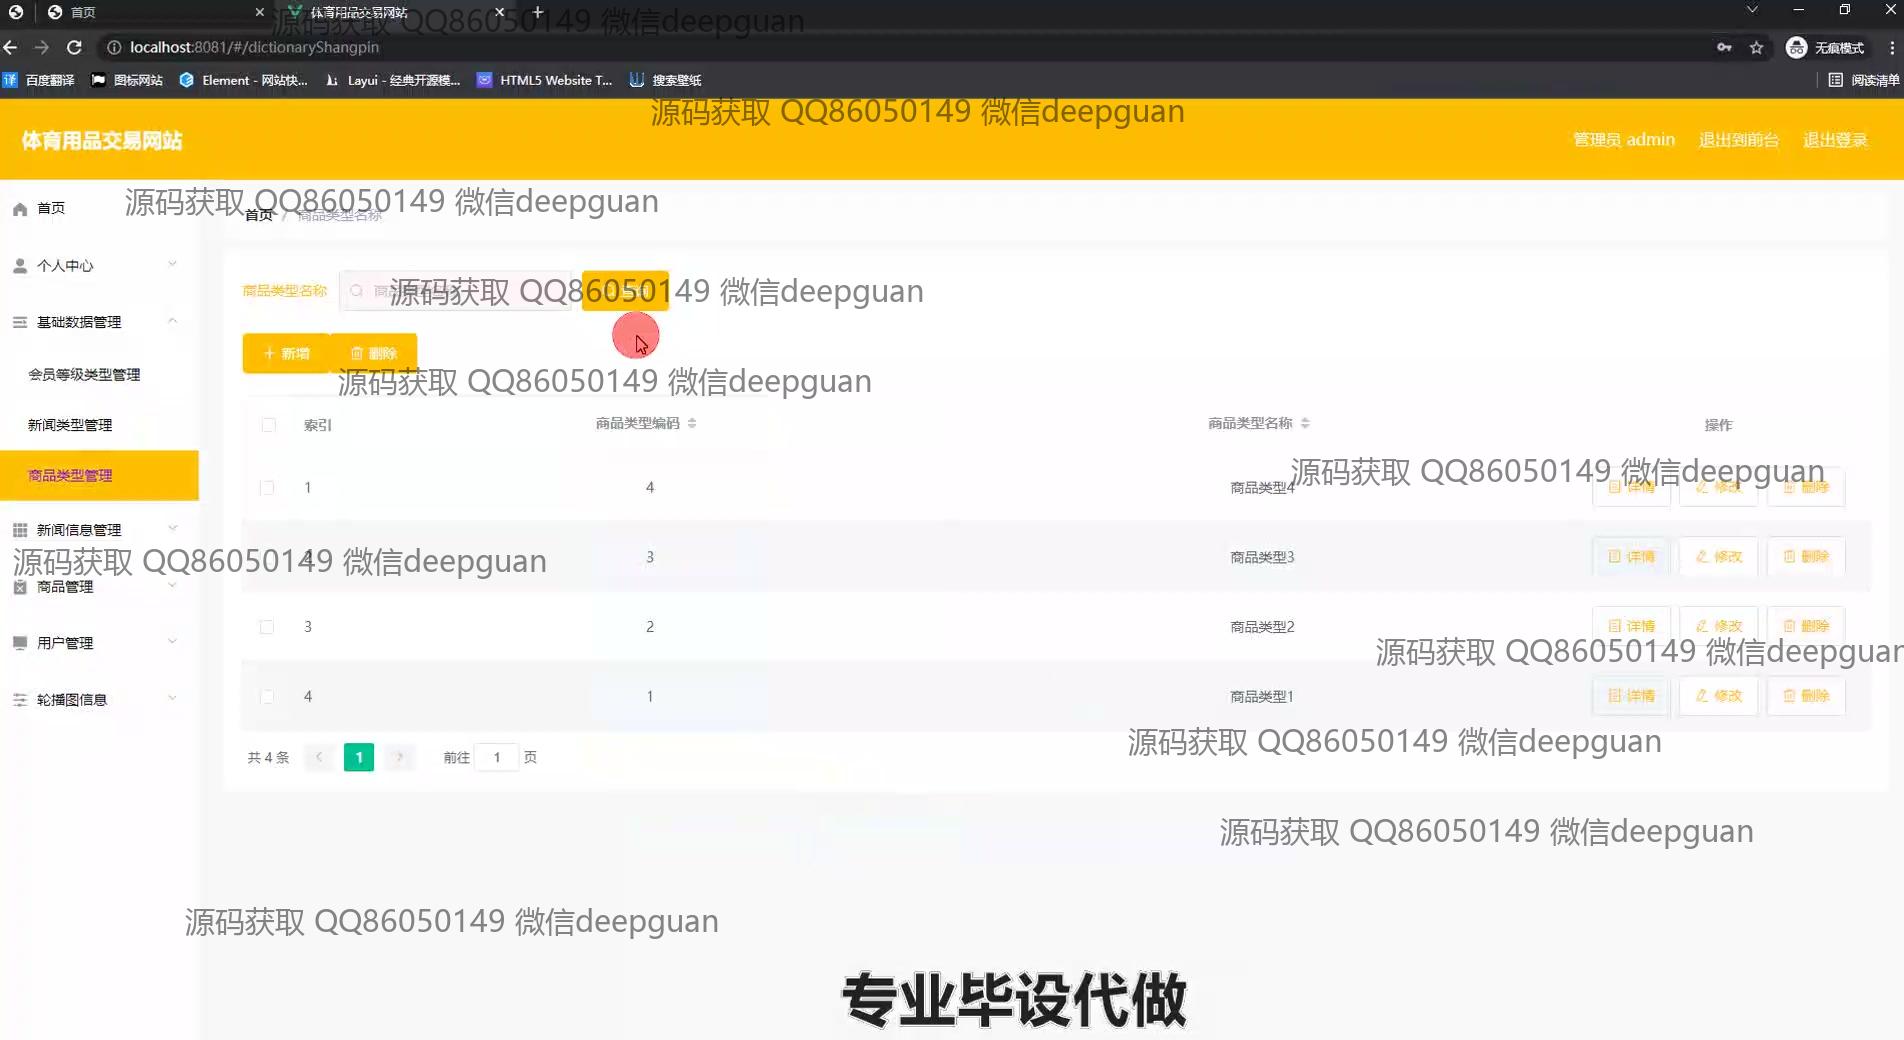 首页
体育用品交易网站
源码获取 QQ86050149 微信deepguan
localhost:8081/#/dictionaryShangpin
无痕模式
百度翻译
图标网站
Element - 网站快...
Layui - 经典开源模...
HTML5 Website T...
搜索壁纸
阅读清单
源码获取 QQ86050149 微信deepguan
体育用品交易网站
管理员 admin
退出到前台
退出登录
首页
源码获取 QQ86050149 微信deepguan
首页 / 商品类型名称
个人中心
商品类型名称
源码获取 QQ86050149 微信deepguan
基础数据管理
新增
删除
会员等级类型管理
源码获取 QQ86050149 微信deepguan
新闻类型管理
索引
商品类型编码
商品类型名称
操作
商品类型管理
源码获取 QQ86050149 微信deepguan
1
4
商品类型4
详情
修改
删除
新闻信息管理
源码获取 QQ86050149 微信deepguan
3
商品类型3
详情
修改
删除
商品管理
3
2
商品类型2
详情
修改
删除
用户管理
源码获取 QQ86050149 微信deepguan
4
1
商品类型1
详情
修改
删除
轮播图信息
源码获取 QQ86050149 微信deepguan
共 4 条
1
前往 1 页
源码获取 QQ86050149 微信deepguan
源码获取 QQ86050149 微信deepguan
专业毕设代做